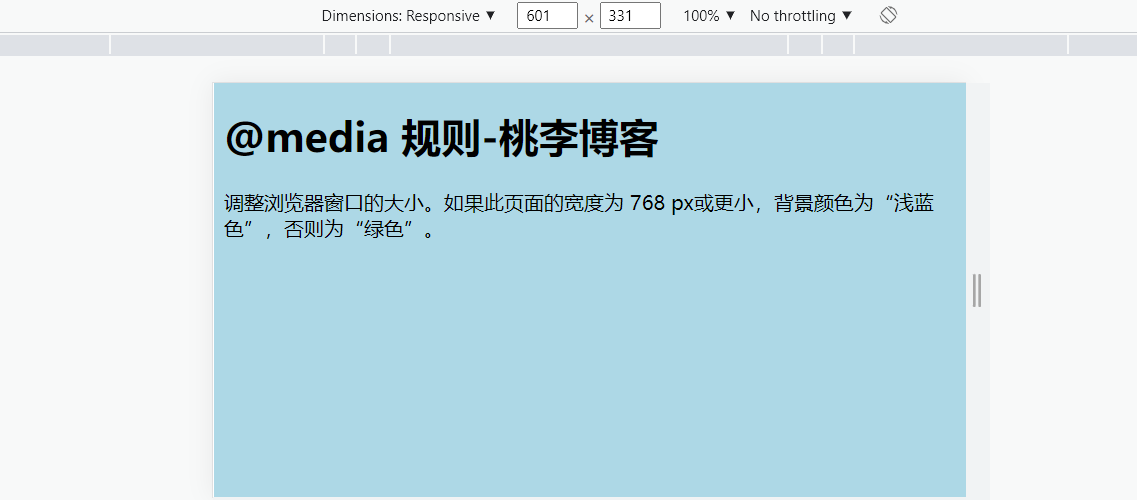 Dimensions: Responsive ▼ 601 × 331 100% ▼ No throttling ▼
@media 规则-桃李博客
调整浏览器窗口的大小。如果此页面的宽度为 768 px或更小，背景颜色为“浅蓝
色”，否则为“绿色”。